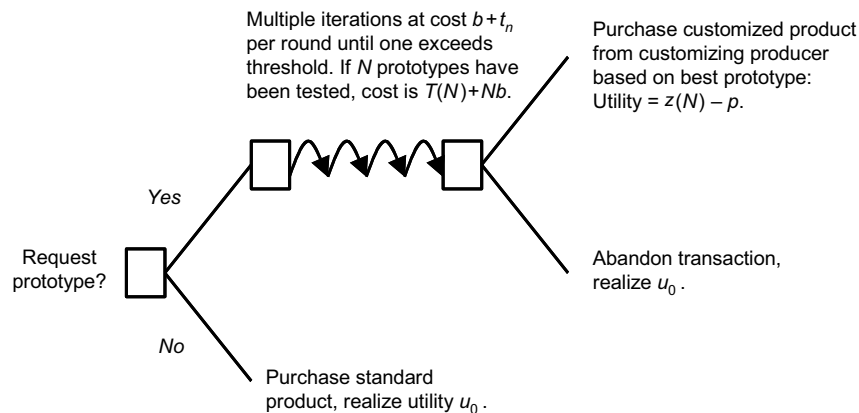 Multiple iterations at cost b + tₙ
per round until one exceeds
threshold. If N prototypes have
been tested, cost is T(N)+Nb.
Purchase customized product
from customizing producer
based on best prototype:
Utility = z(N) – p.
Yes
Request
prototype?
Abandon transaction,
realize u₀ .
No
Purchase standard
product, realize utility u₀ .